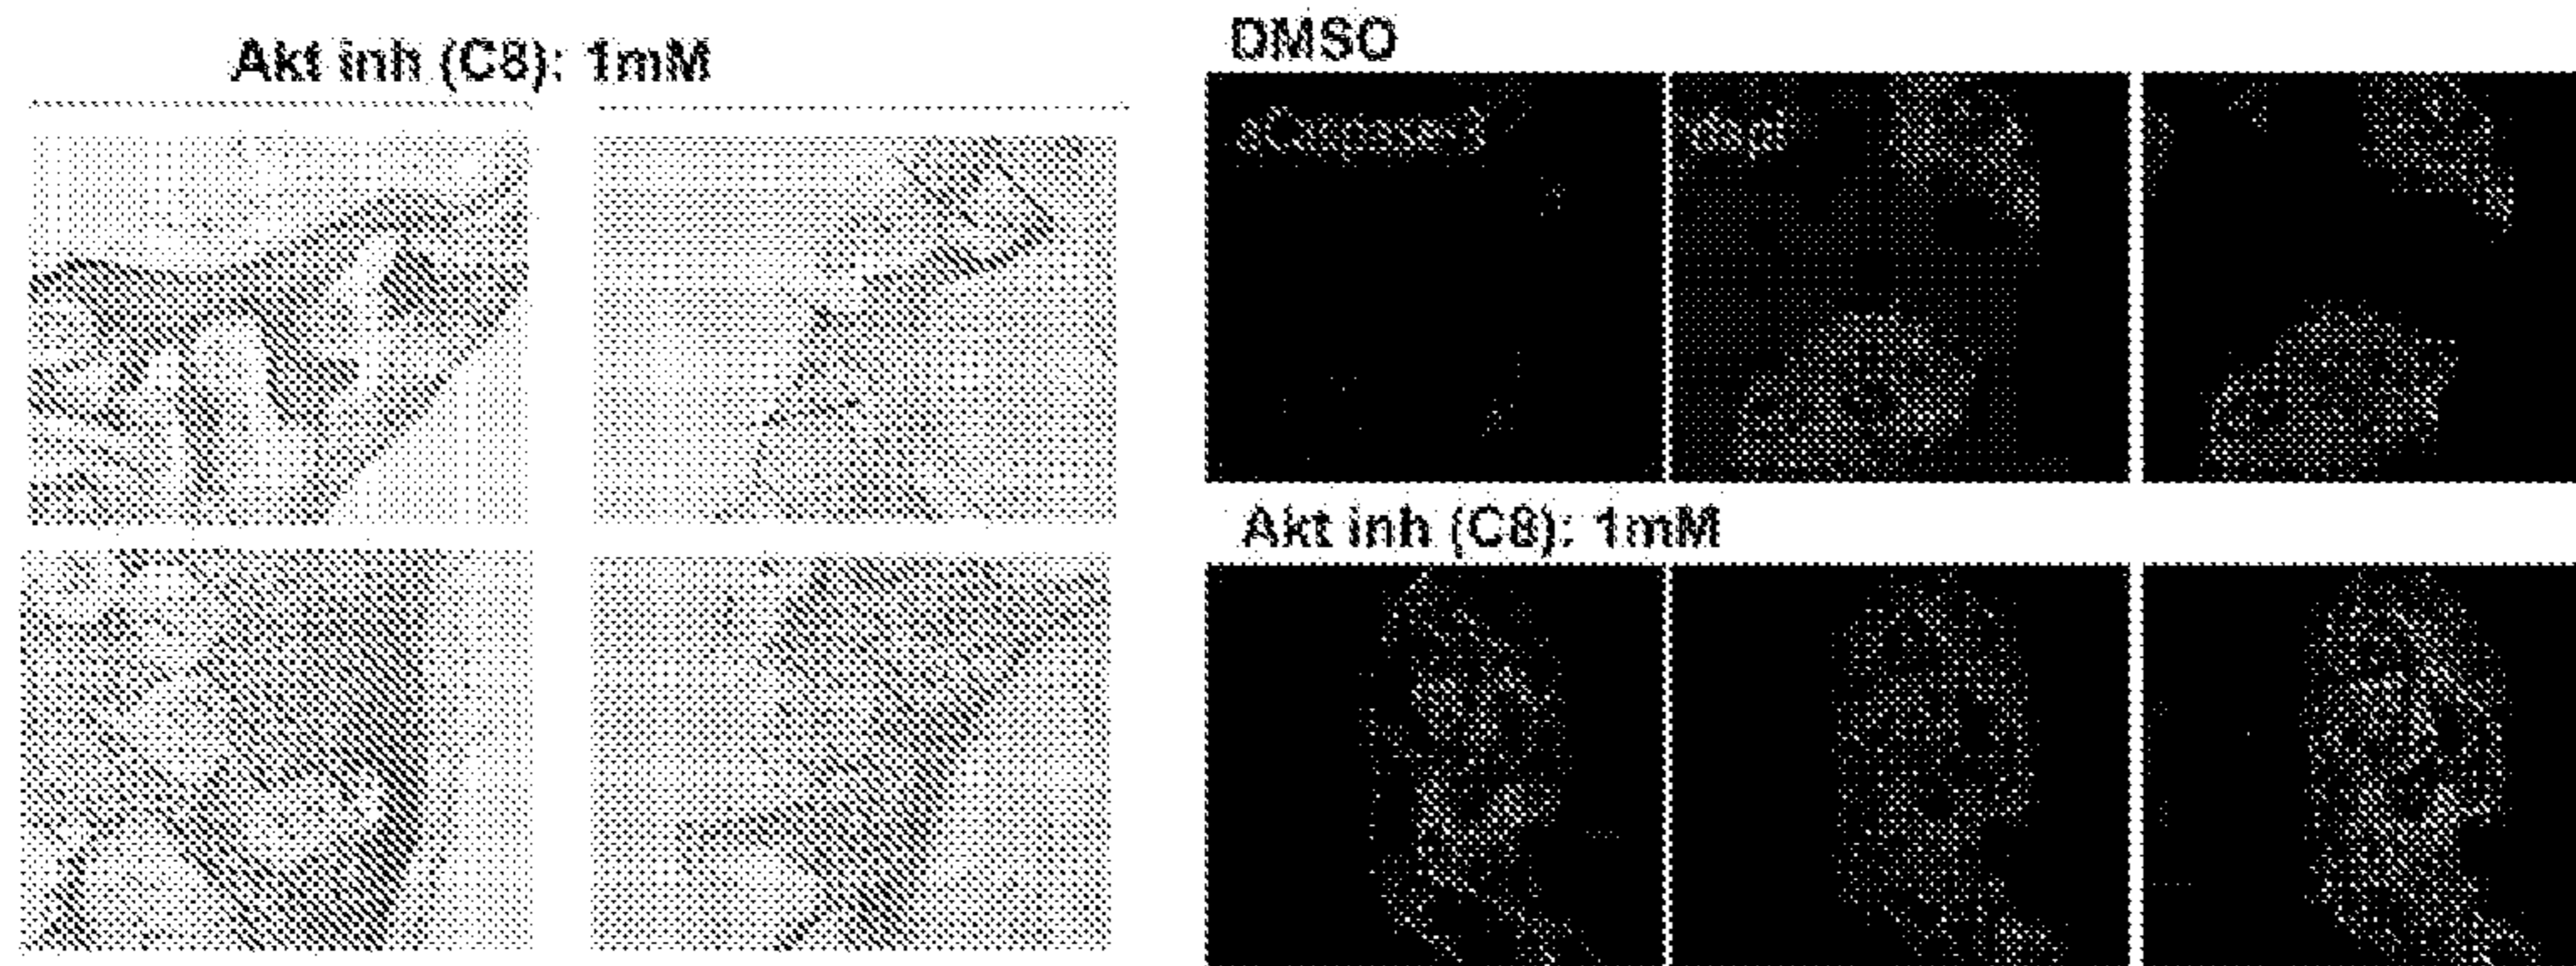 Akt inh (C8): 1mM
DMSO
aCaspase3
dapi
Akt inh (C8): 1mM